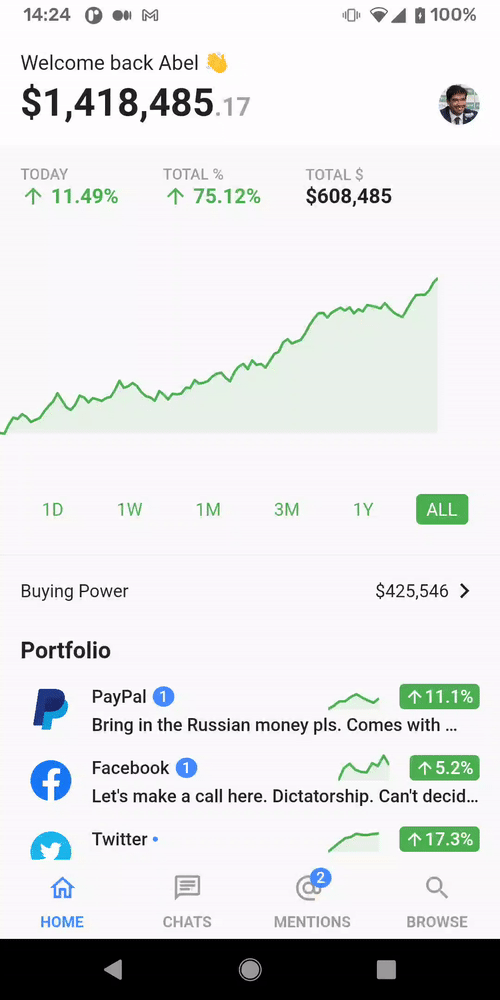 14:24 100%
Welcome back Abel 👋
$1,418,485.17
TODAY TOTAL % TOTAL $
↑ 11.49% ↑ 75.12% $608,485
1D 1W 1M 3M 1Y ALL
Buying Power $425,546
Portfolio
PayPal 1 ↑11.1%
Bring in the Russian money pls. Comes with ...
Facebook 1 ↑5.2%
Let's make a call here. Dictatorship. Can't decid...
Twitter • ↑17.3%
2
HOME CHATS MENTIONS BROWSE